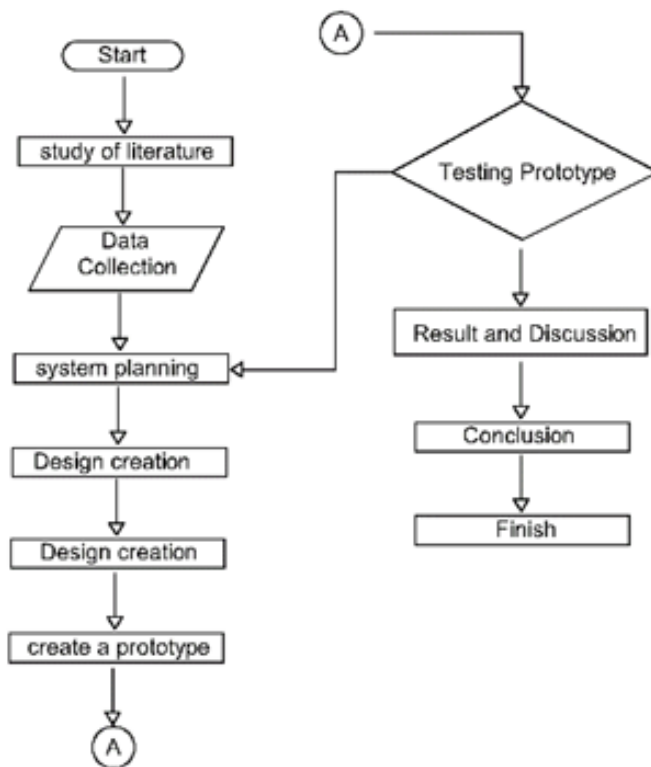 Start
study of literature
Data
Collection
system planning
Design creation
Design creation
create a prototype
A
A
Testing Prototype
Result and Discussion
Conclusion
Finish